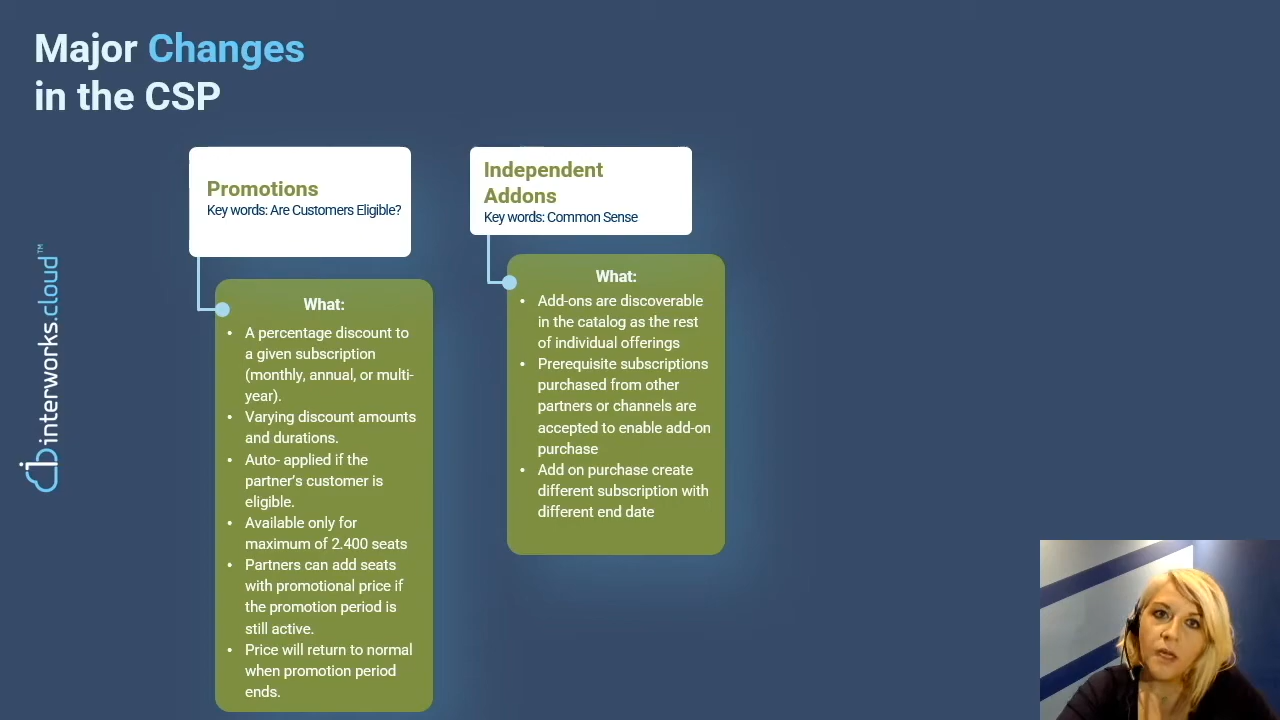 Major Changes
in the CSP
Promotions
Key words: Are Customers Eligible?
What:
• A percentage discount to
a given subscription
(monthly, annual, or multi-
year).
• Varying discount amounts
and durations.
• Auto- applied if the
partner's customer is
eligible.
• Available only for
maximum of 2.400 seats
• Partners can add seats
with promotional price if
the promotion period is
still active.
• Price will return to normal
when promotion period
ends.
Independent
Addons
Key words: Common Sense
What:
• Add-ons are discoverable
in the catalog as the rest
of individual offerings
• Prerequisite subscriptions
purchased from other
partners or channels are
accepted to enable add-on
purchase
• Add on purchase create
different subscription with
different end date
interworks.cloud™